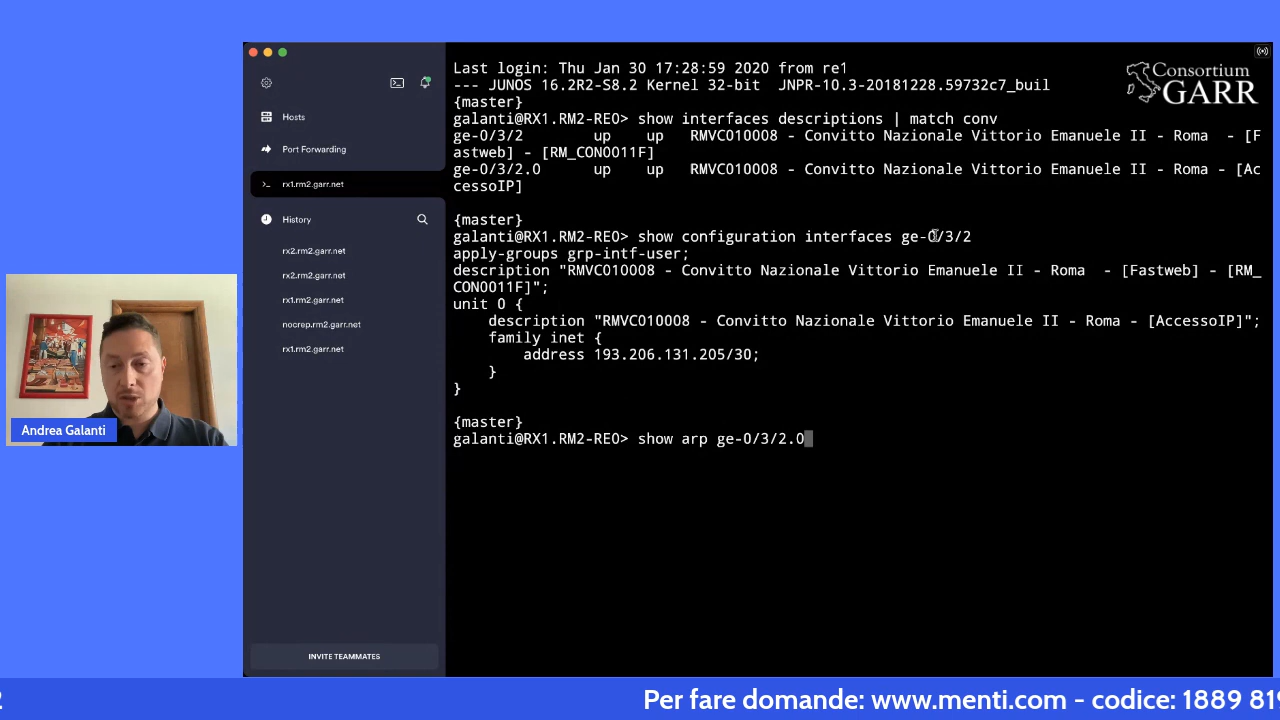 Last login: Thu Jan 30 17:28:59 2020 from re1
--- JUNOS 16.2R2-S8.2 Kernel 32-bit  JNPR-10.3-20181228.59732c7_buil
{master}
galanti@RX1.RM2-RE0> show interfaces descriptions | match conv
ge-0/3/2        up    up   RMVC010008 - Convitto Nazionale Vittorio Emanuele II - Roma  - [F
astweb] - [RM_CON0011F]
ge-0/3/2.0      up    up   RMVC010008 - Convitto Nazionale Vittorio Emanuele II - Roma - [Ac
cessoIP]
{master}
galanti@RX1.RM2-RE0> show configuration interfaces ge-0/3/2
apply-groups grp-intf-user;
description "RMVC010008 - Convitto Nazionale Vittorio Emanuele II - Roma  - [Fastweb] - [RM_
CON0011F]";
unit 0 {
    description "RMVC010008 - Convitto Nazionale Vittorio Emanuele II - Roma - [AccessoIP]";
    family inet {
        address 193.206.131.205/30;
    }
}
{master}
galanti@RX1.RM2-RE0> show arp ge-0/3/2.0
Consortium
GARR
Hosts
Port Forwarding
rx1.rm2.garr.net
History
rx2.rm2.garr.net
rx2.rm2.garr.net
rx1.rm2.garr.net
nocrep.rm2.garr.net
rx1.rm2.garr.net
INVITE TEAMMATES
Andrea Galanti
Per fare domande: www.menti.com - codice: 1889 819